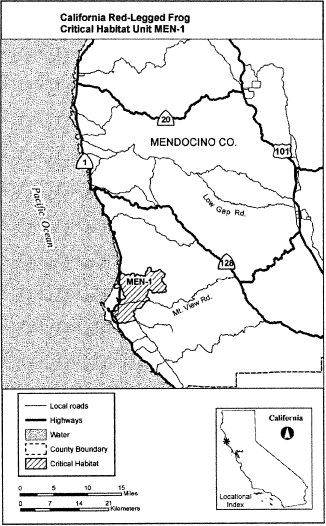 California Red-Legged Frog
Critical Habitat Unit MEN-1
20
MENDOCINO CO.
101
1
Pacific Ocean
Low Gap Rd.
128
MEN-1
Mt. View Rd.
Local roads
Highways
Water
County Boundary
Critical Habitat
0 5 10 15
Miles
0 7 14 21
Kilometers
California
Locational
Index